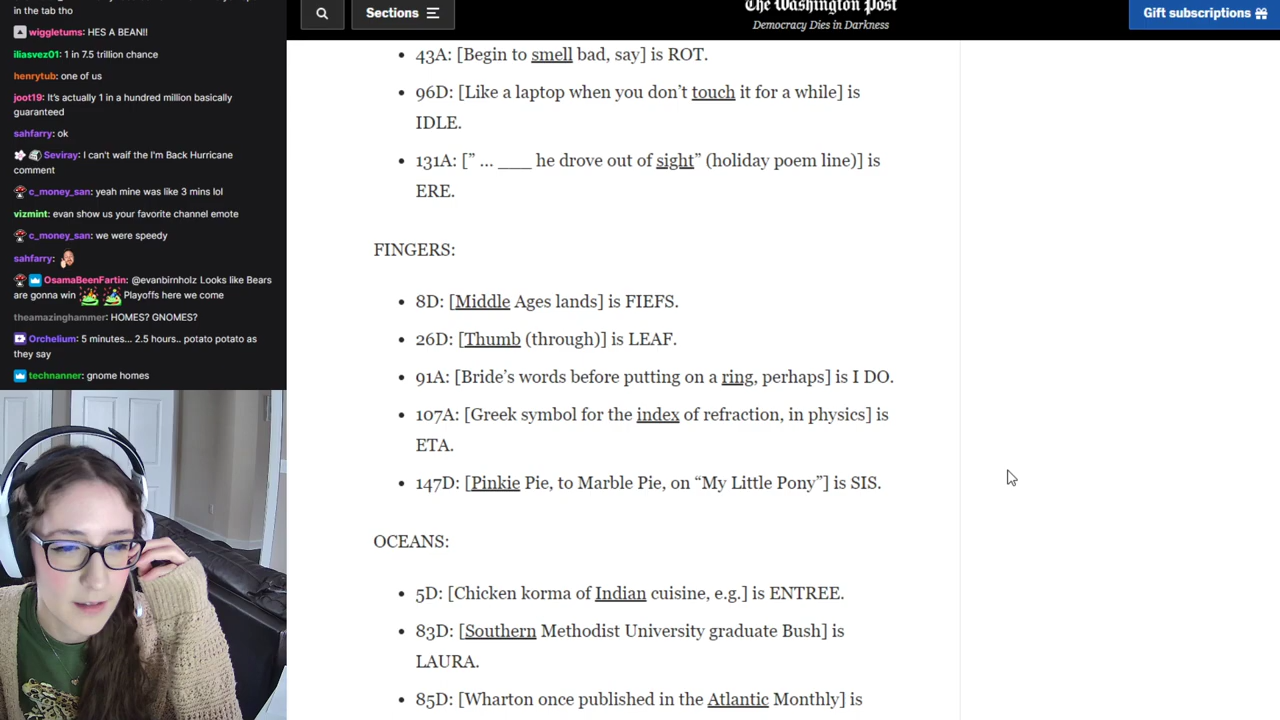 in the tab tho
wiggletums: HES A BEAN!!
iliasvez01: 1 in 7.5 trillion chance
henrytub: one of us
joot19: It's actually 1 in a hundred million basically
guaranteed
sahfarry: ok
Seviray: I can't waif the I'm Back Hurricane
comment
c_money_san: yeah mine was like 3 mins lol
vizmint: evan show us your favorite channel emote
c_money_san: we were speedy
sahfarry:
OsamaBeenFartin: @evanbirnholz Looks like Bears
are gonna win Playoffs here we come
theamazinghammer: HOMES? GNOMES?
Orchelium: 5 minutes... 2.5 hours.. potato potato as
they say
technanner: gnome homes
Sections
The Washington Post
Democracy Dies in Darkness
Gift subscriptions
• 43A: [Begin to smell bad, say] is ROT.
• 96D: [Like a laptop when you don’t touch it for a while] is
IDLE.
• 131A: [” … ___ he drove out of sight” (holiday poem line)] is
ERE.
FINGERS:
• 8D: [Middle Ages lands] is FIEFS.
• 26D: [Thumb (through)] is LEAF.
• 91A: [Bride’s words before putting on a ring, perhaps] is I DO.
• 107A: [Greek symbol for the index of refraction, in physics] is
ETA.
• 147D: [Pinkie Pie, to Marble Pie, on “My Little Pony”] is SIS.
OCEANS:
• 5D: [Chicken korma of Indian cuisine, e.g.] is ENTREE.
• 83D: [Southern Methodist University graduate Bush] is
LAURA.
• 85D: [Wharton once published in the Atlantic Monthly] is